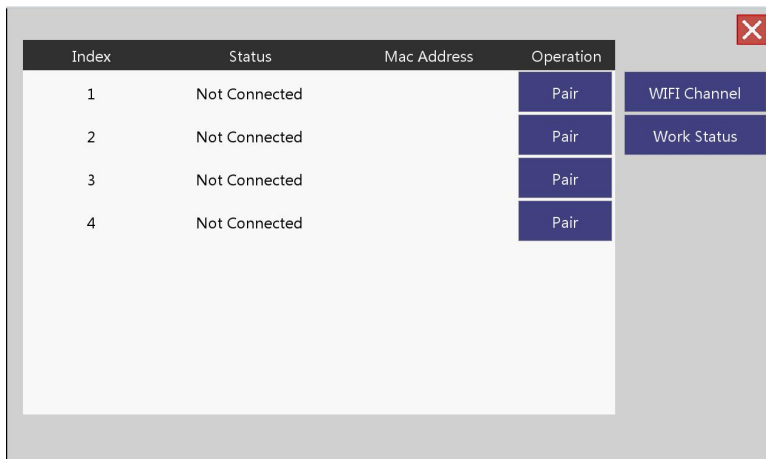 Index Status Mac Address Operation
1 Not Connected Pair WIFI Channel
2 Not Connected Pair Work Status
3 Not Connected Pair
4 Not Connected Pair